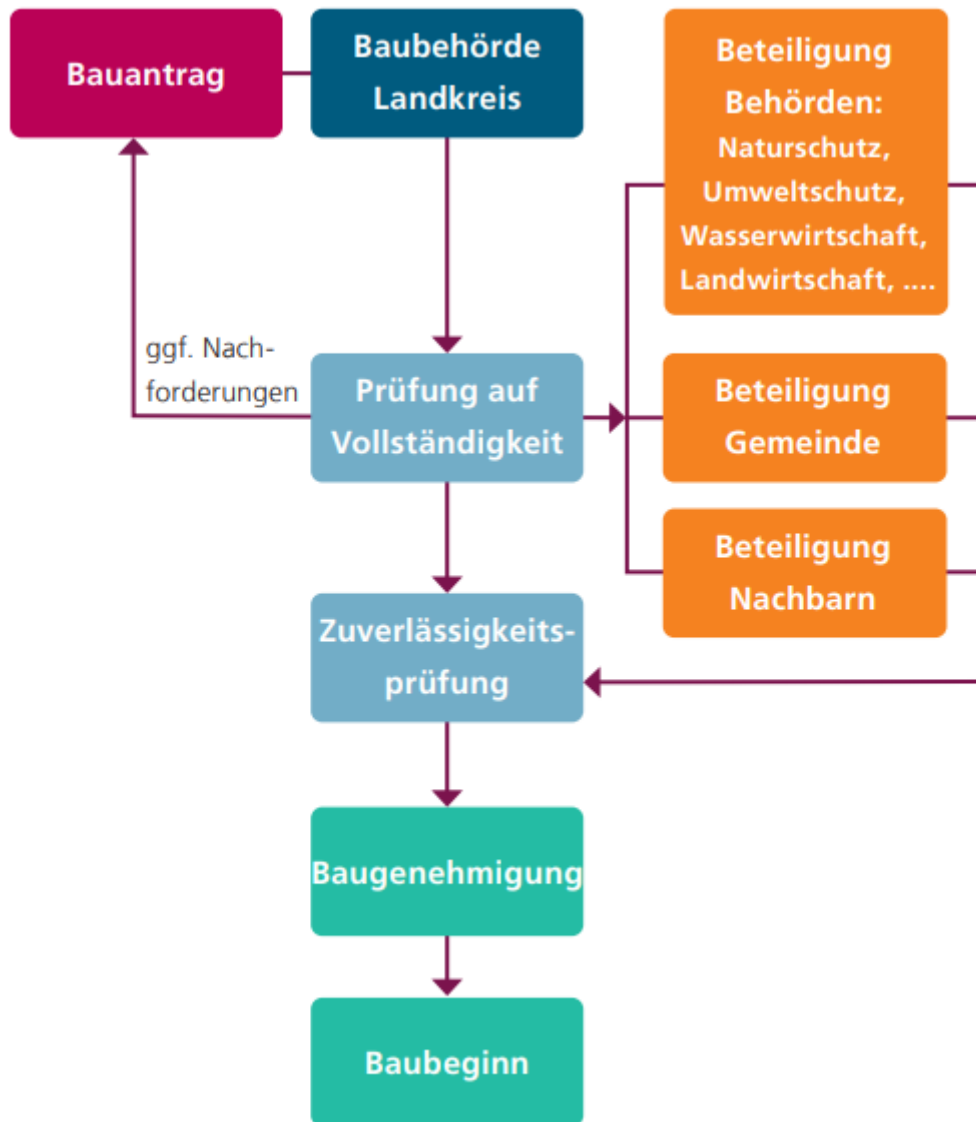 Bauantrag
Baubehörde
Landkreis
Beteiligung
Behörden:
Naturschutz,
Umweltschutz,
Wasserwirtschaft,
Landwirtschaft, ....
ggf. Nach-
forderungen
Prüfung auf
Vollständigkeit
Beteiligung
Gemeinde
Beteiligung
Nachbarn
Zuverlässigkeits-
prüfung
Baugenehmigung
Baubeginn